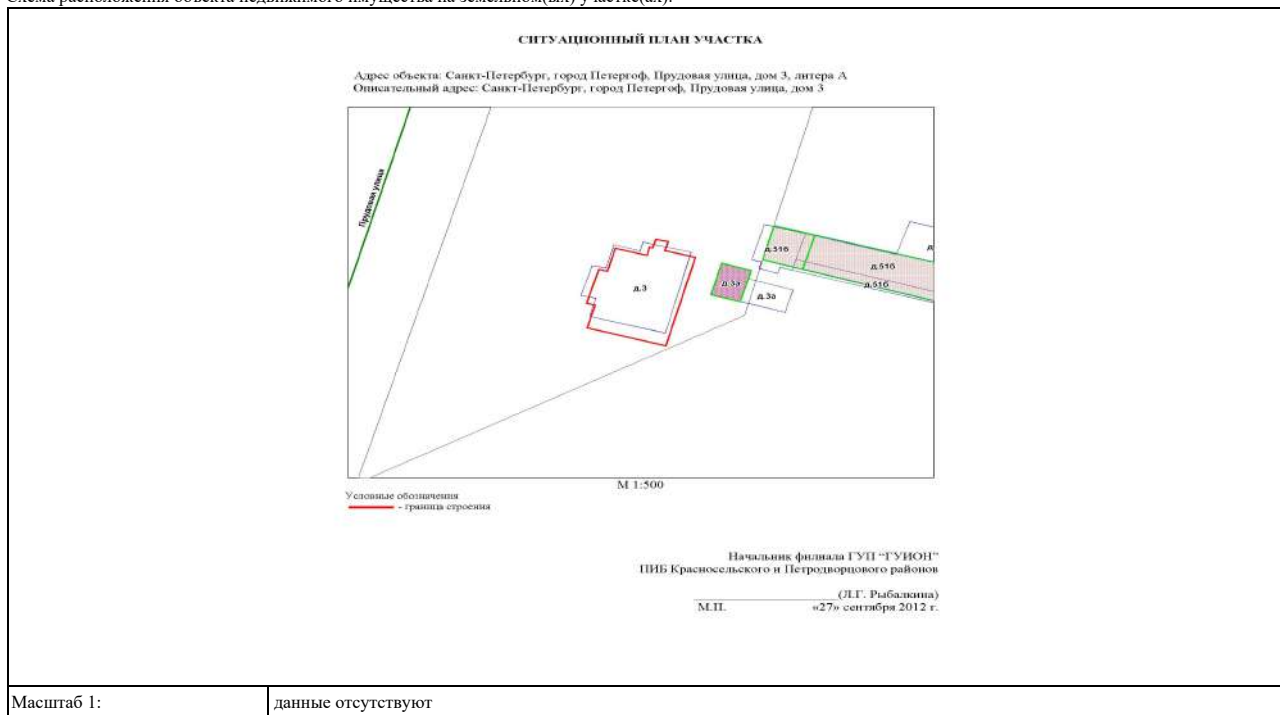 Схема расположения объекта недвижимого имущества на земельном(ых) участке(ах):
СИТУАЦИОННЫЙ ПЛАН УЧАСТКА
Адрес объекта: Санкт-Петербург, город Петергоф, Прудовая улица, дом 3, литера А
Описательный адрес: Санкт-Петербург, город Петергоф, Прудовая улица, дом 3
Прудовая улица
д.51б
д
д.3
д.3а
д.3а
д.51б
д.51б
М 1:500
Условные обозначения
- граница строения
Начальник филиала ГУП “ГУИОН”
ПИБ Красносельского и Петродворцового районов
(Л.Г. Рыбалкина)
М.П. «27» сентября 2012 г.
Масштаб 1: данные отсутствуют